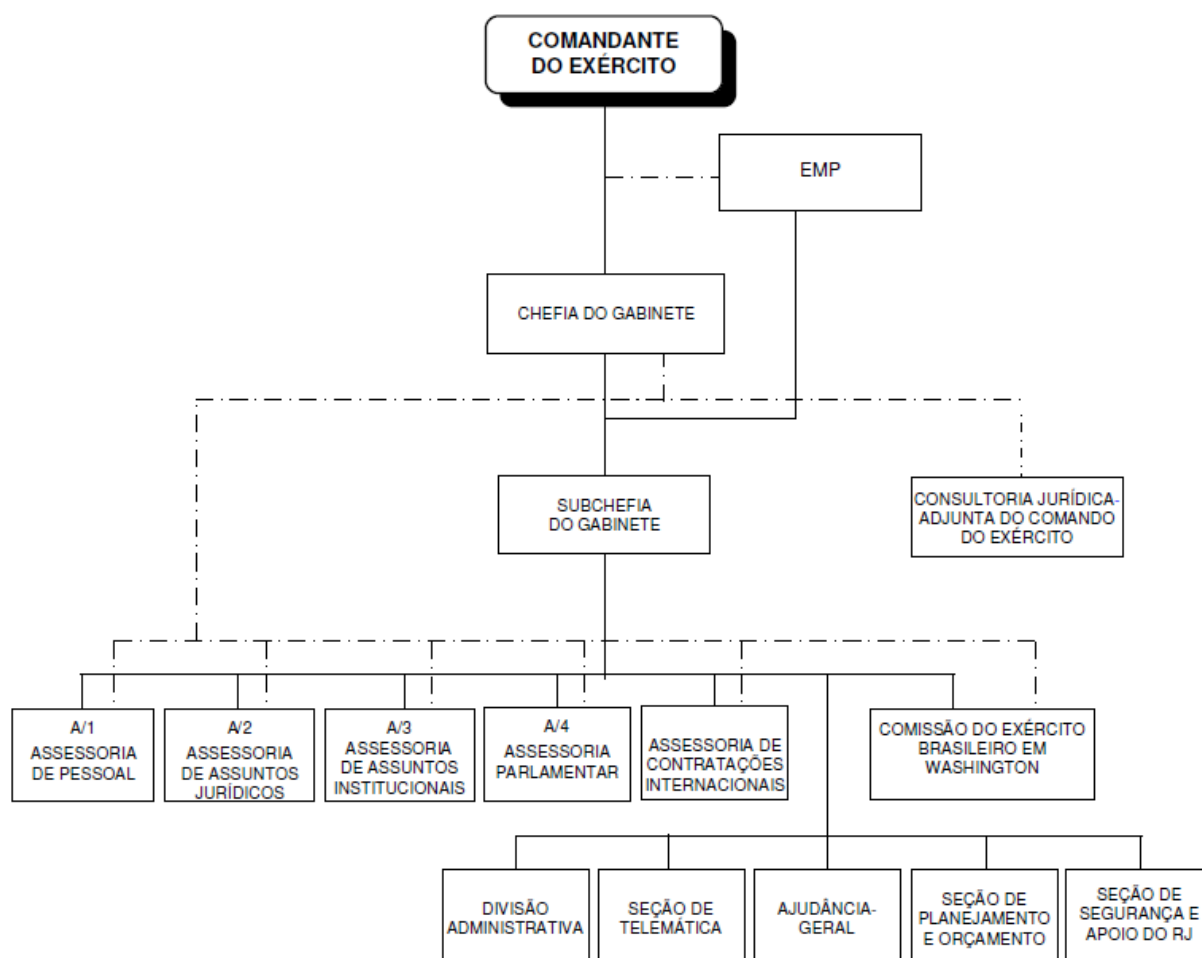 COMANDANTE
DO EXÉRCITO
EMP
CHEFIA DO GABINETE
SUBCHEFIA
DO GABINETE
CONSULTORIA JURÍDICA-
ADJUNTA DO COMANDO
DO EXÉRCITO
A/1
ASSESSORIA
DE PESSOAL
A/2
ASSESSORIA
DE ASSUNTOS
JURÍDICOS
A/3
ASSESSORIA
DE ASSUNTOS
INSTITUCIONAIS
A/4
ASSESSORIA
PARLAMENTAR
ASSESSORIA DE
CONTRATAÇÕES
INTERNACIONAIS
COMISSÃO DO EXÉRCITO
BRASILEIRO EM
WASHINGTON
DIVISÃO
ADMINISTRATIVA
SEÇÃO DE
TELEMÁTICA
AJUDÂNCIA-
GERAL
SEÇÃO DE
PLANEJAMENTO
E ORÇAMENTO
SEÇÃO DE
SEGURANÇA E
APOIO DO RJ